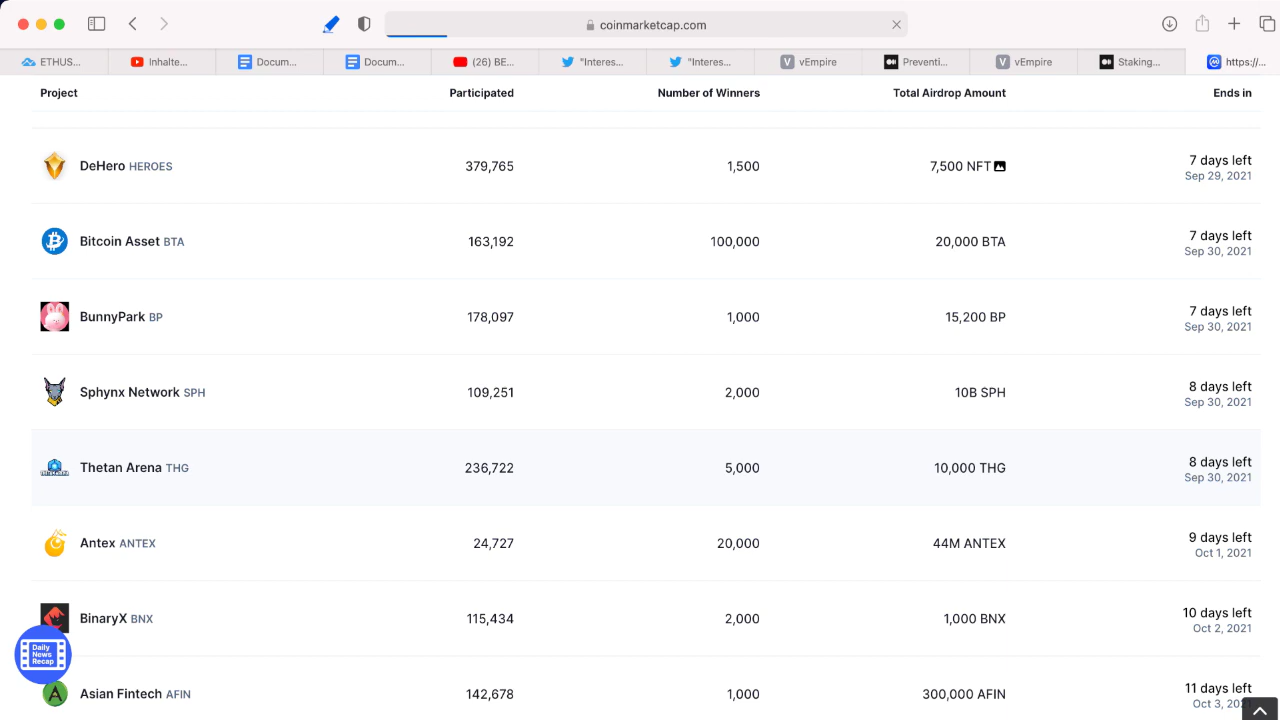 coinmarketcap.com
ETHUS...
Inhalte...
Docum...
Docum...
(26) BE...
"Interes...
"Interes...
V vEmpire
Preventi...
V vEmpire
Staking...
https://...
Project Participated Number of Winners Total Airdrop Amount Ends in
DeHero HEROES 379,765 1,500 7,500 NFT 7 days left
Sep 29, 2021
Bitcoin Asset BTA 163,192 100,000 20,000 BTA 7 days left
Sep 30, 2021
BunnyPark BP 178,097 1,000 15,200 BP 7 days left
Sep 30, 2021
Sphynx Network SPH 109,251 2,000 10B SPH 8 days left
Sep 30, 2021
Thetan Arena THG 236,722 5,000 10,000 THG 8 days left
Sep 30, 2021
Antex ANTEX 24,727 20,000 44M ANTEX 9 days left
Oct 1, 2021
BinaryX BNX 115,434 2,000 1,000 BNX 10 days left
Oct 2, 2021
Daily
News
Recap
Asian Fintech AFIN 142,678 1,000 300,000 AFIN 11 days left
Oct 3, 202